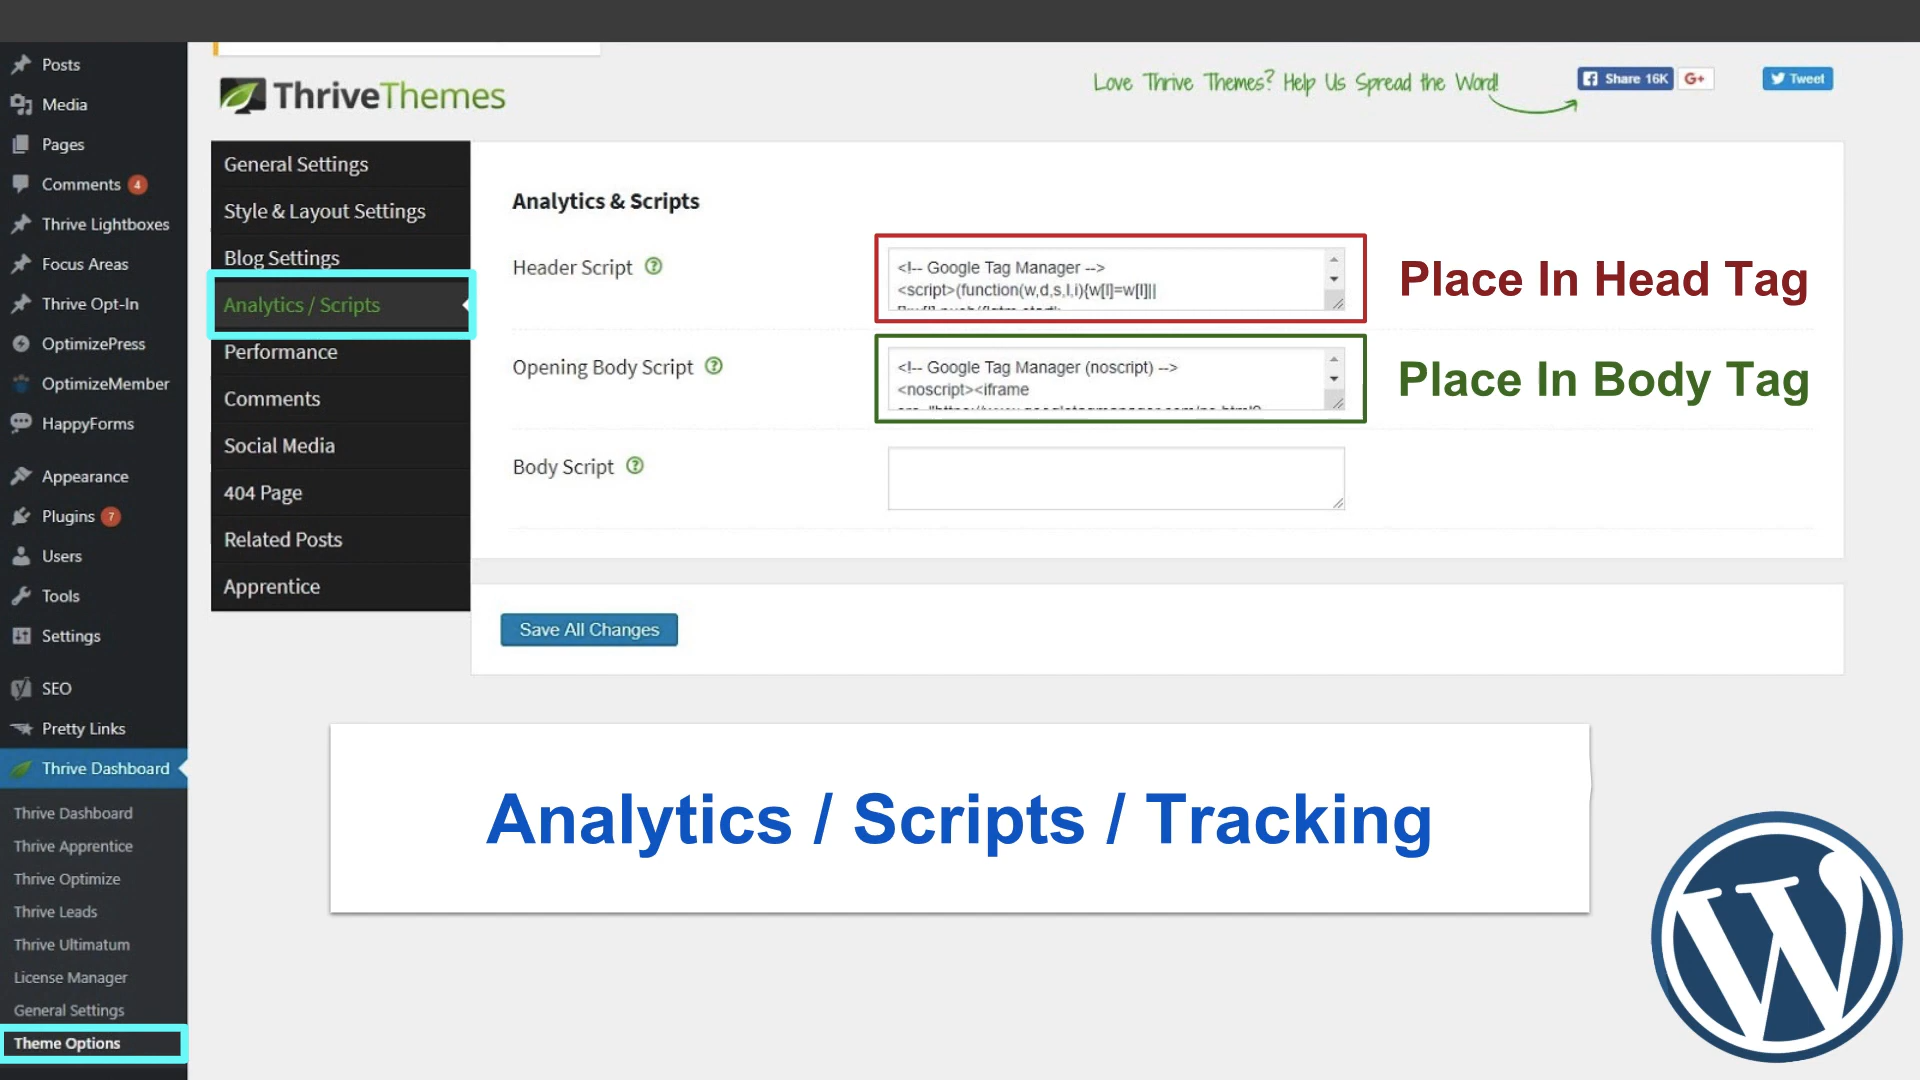 Posts
Media
Pages
Comments 4
Thrive Lightboxes
Focus Areas
Thrive Opt-In
OptimizePress
OptimizeMember
HappyForms
Appearance
Plugins 7
Users
Tools
Settings
SEO
Pretty Links
Thrive Dashboard
Thrive Dashboard
Thrive Apprentice
Thrive Optimize
Thrive Leads
Thrive Ultimatum
License Manager
General Settings
Theme Options
ThriveThemes
Love Thrive Themes? Help Us Spread the Word!
Share 16K
G+
Tweet
General Settings
Style & Layout Settings
Blog Settings
Analytics / Scripts
Performance
Comments
Social Media
404 Page
Related Posts
Apprentice
Analytics & Scripts
Header Script
<!-- Google Tag Manager -->
<script>(function(w,d,s,l,i){w[l]=w[l]||
Place In Head Tag
Opening Body Script
<!-- Google Tag Manager (noscript) -->
<noscript><iframe
Place In Body Tag
Body Script
Save All Changes
Analytics / Scripts / Tracking